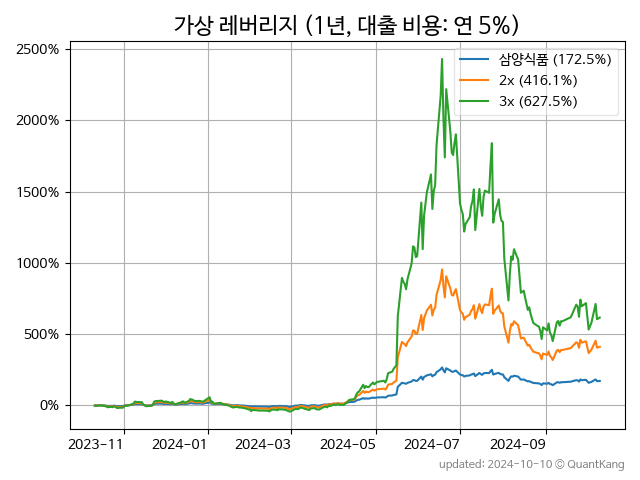 가상 레버리지 (1년, 대출 비용: 연 5%)
2500%
2000%
1500%
1000%
500%
0%
삼양식품 (172.5%)
2x (416.1%)
3x (627.5%)
2023-11
2024-01
2024-03
2024-05
2024-07
2024-09
updated: 2024-10-10 © QuantKang